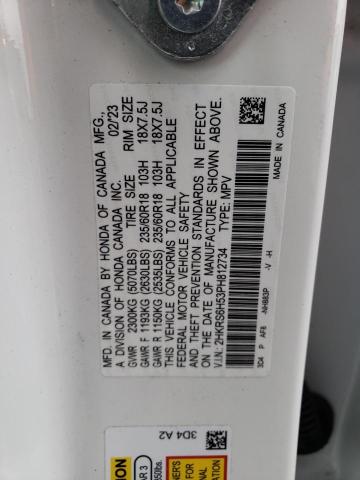 MFD. IN CANADA BY HONDA OF CANADA MFG.,
A DIVISION OF HONDA CANADA INC. 02/23
GVWR 2300KG (5070LBS) TIRE SIZE RIM SIZE
GAWR F 1193KG (2630LBS) 235/60R18 103H 18X7.5J
GAWR R 1150KG (2535LBS) 235/60R18 103H 18X7.5J
THIS VEHICLE CONFORMS TO ALL APPLICABLE
FEDERAL MOTOR VEHICLE SAFETY
AND THEFT PREVENTION STANDARDS IN EFFECT
ON THE DATE OF MANUFACTURE SHOWN ABOVE.
V.I.N.: 2HKRS6H53PH812734 TYPE: MPV
3D4 P AF8 -NH883P -V -H
MADE IN CANADA
3D4 A2